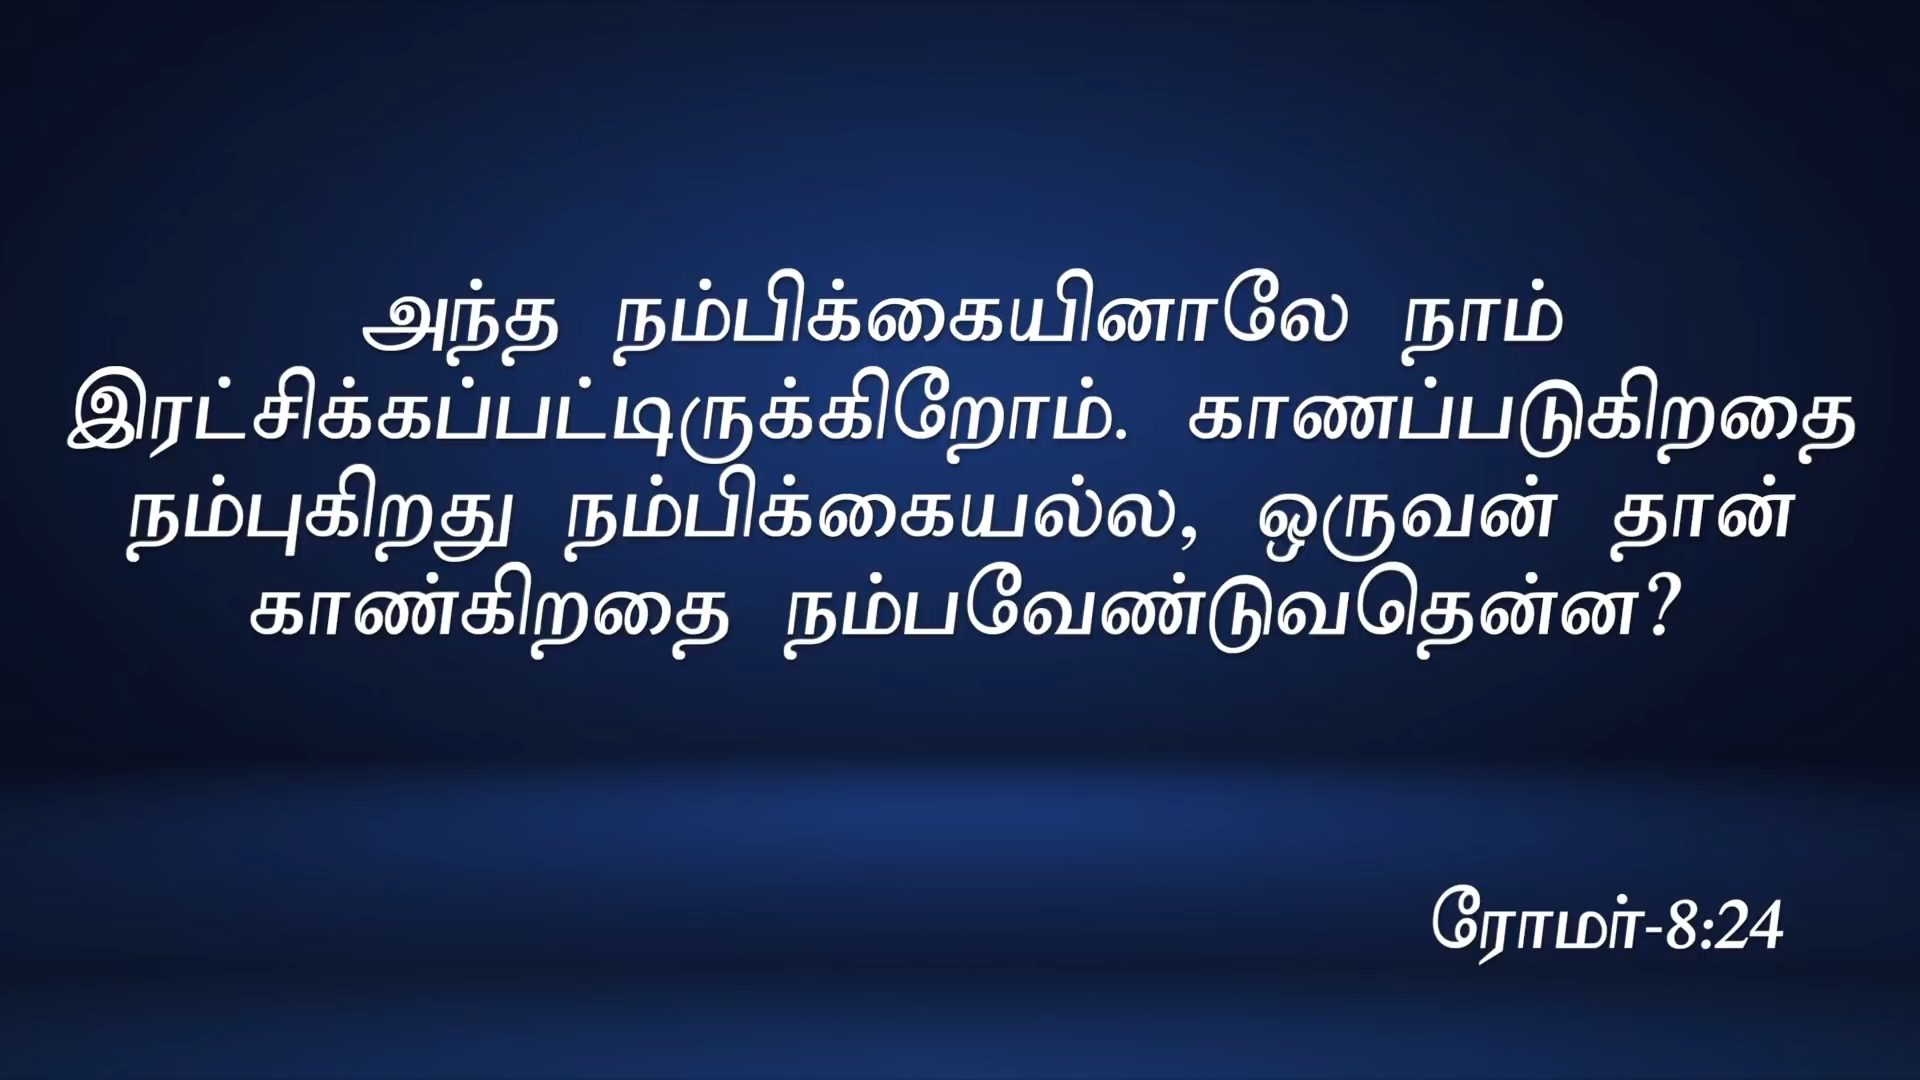 அந்த நம்பிக்கையினாலே நாம்
இரட்சிக்கப்பட்டிருக்கிறோம். காணப்படுகிறதை
நம்புகிறது நம்பிக்கையல்ல, ஒருவன் தான்
காண்கிறதை நம்பவேண்டுவதென்ன?
ரோமர்-8:24